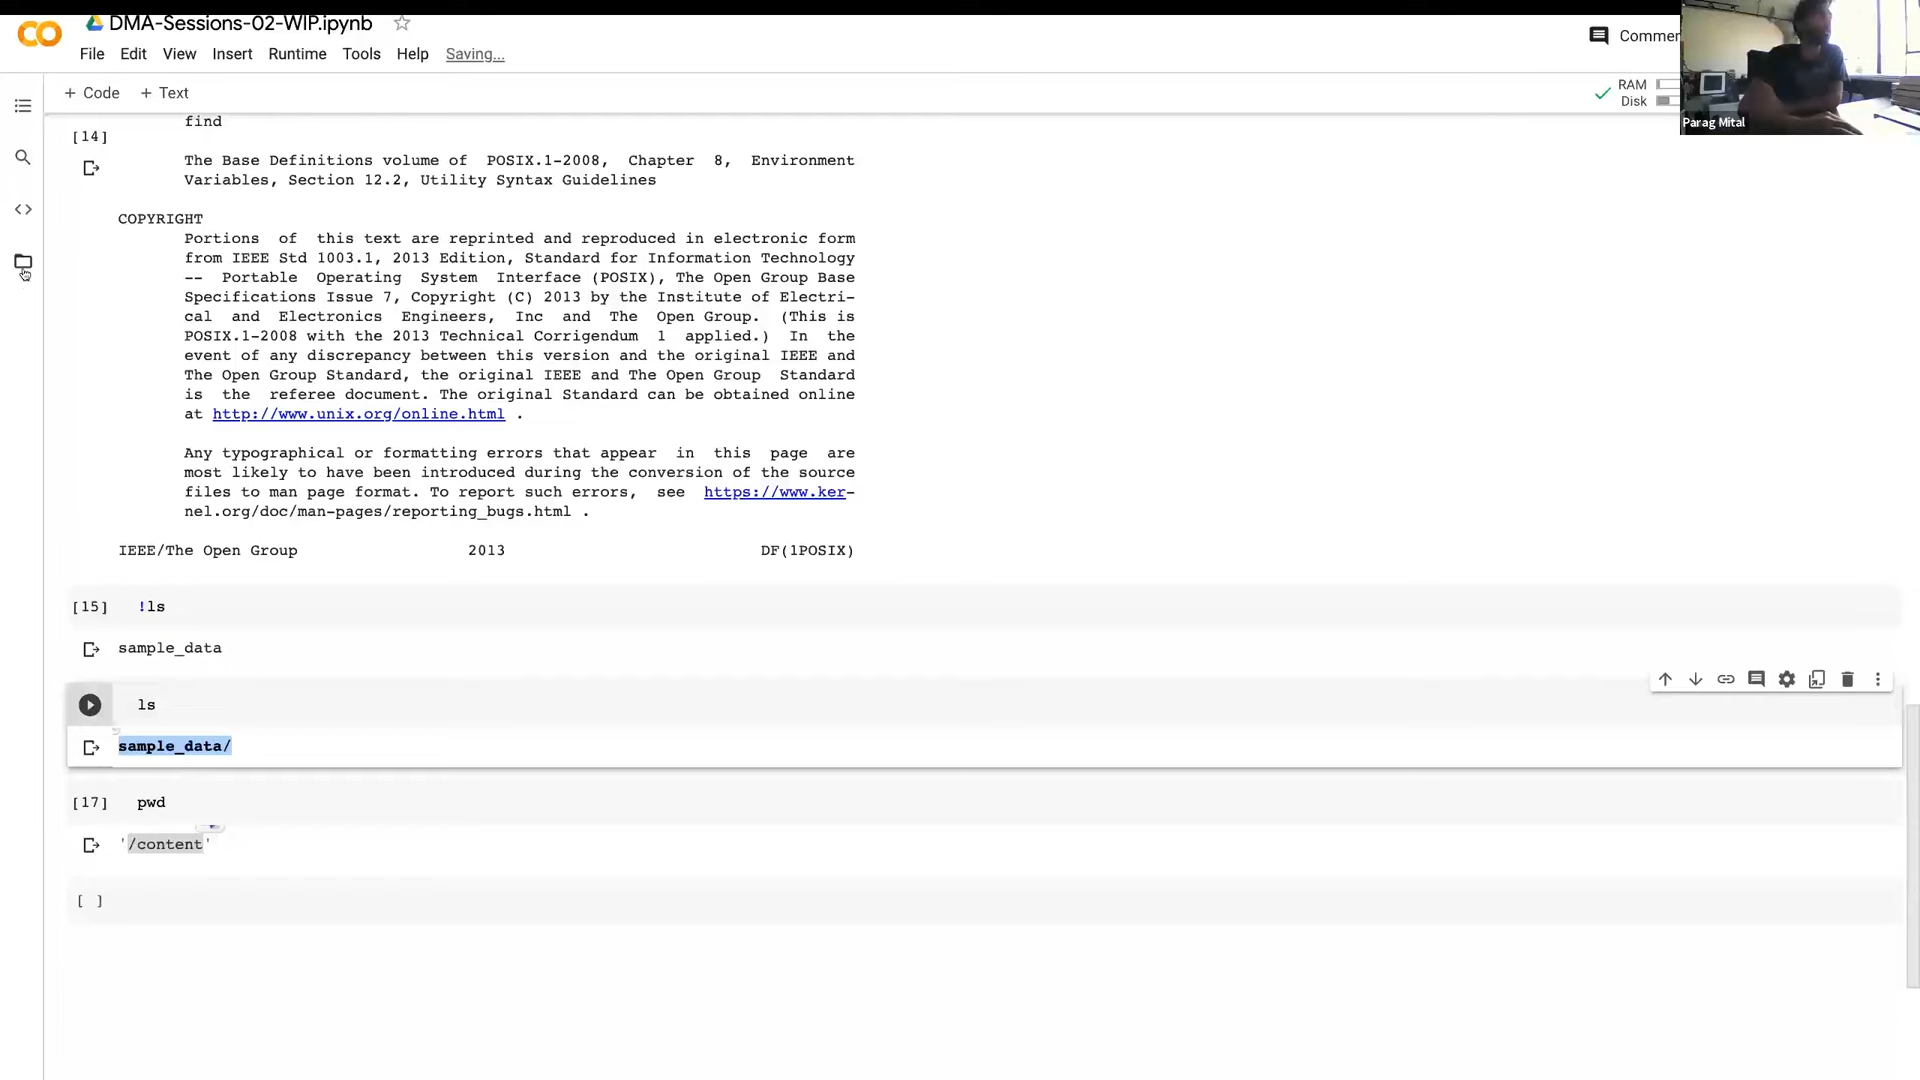 DMA-Sessions-02-WIP.ipynb
File Edit View Insert Runtime Tools Help Saving...
Commen
+ Code + Text
RAM
Disk
Parag Mital
find
[14]
The Base Definitions volume of POSIX.1-2008, Chapter 8, Environment
Variables, Section 12.2, Utility Syntax Guidelines
COPYRIGHT
Portions of this text are reprinted and reproduced in electronic form
from IEEE Std 1003.1, 2013 Edition, Standard for Information Technology
-- Portable Operating System Interface (POSIX), The Open Group Base
Specifications Issue 7, Copyright (C) 2013 by the Institute of Electri-
cal and Electronics Engineers, Inc and The Open Group. (This is
POSIX.1-2008 with the 2013 Technical Corrigendum 1 applied.) In the
event of any discrepancy between this version and the original IEEE and
The Open Group Standard, the original IEEE and The Open Group Standard
is the referee document. The original Standard can be obtained online
at http://www.unix.org/online.html .
Any typographical or formatting errors that appear in this page are
most likely to have been introduced during the conversion of the source
files to man page format. To report such errors, see https://www.ker-
nel.org/doc/man-pages/reporting_bugs.html .
IEEE/The Open Group 2013 DF(1POSIX)
[15] !ls
sample_data
ls
sample_data/
[17] pwd
'/content'
[ ]